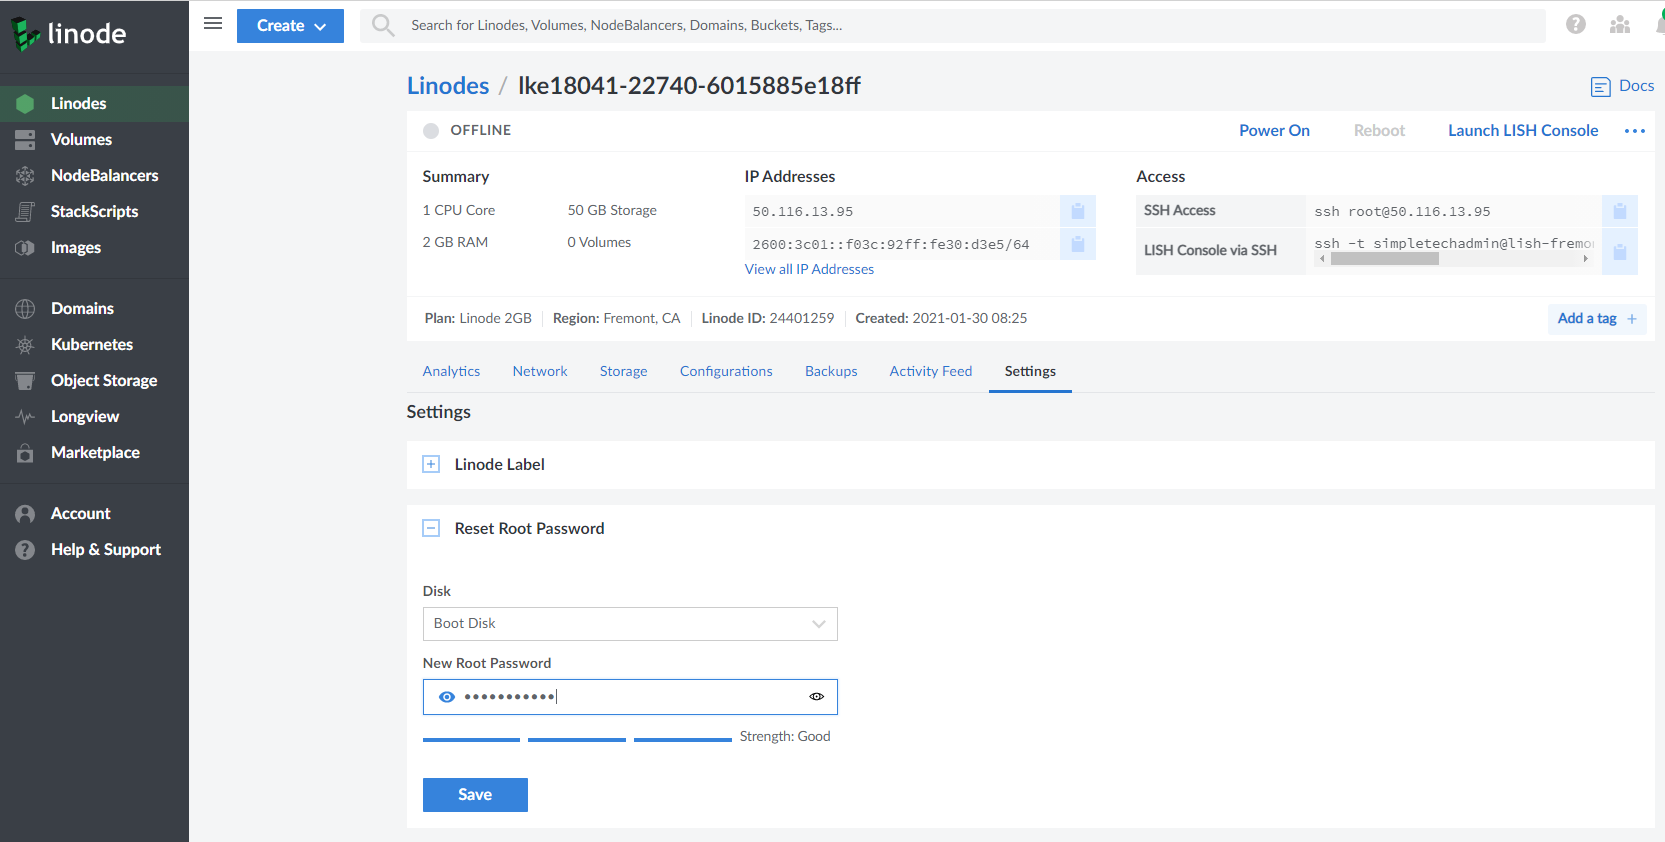 linode
Create
Search for Linodes, Volumes, NodeBalancers, Domains, Buckets, Tags...
Linodes
Volumes
NodeBalancers
StackScripts
Images
Domains
Kubernetes
Object Storage
Longview
Marketplace
Account
Help & Support
Linodes / lke18041-22740-6015885e18ff
Docs
OFFLINE
Power On
Reboot
Launch LISH Console
Summary
1 CPU Core
50 GB Storage
2 GB RAM
0 Volumes
IP Addresses
50.116.13.95
2600:3c01::f03c:92ff:fe30:d3e5/64
View all IP Addresses
Access
SSH Access
ssh root@50.116.13.95
LISH Console via SSH
ssh -t simpletechadmin@lish-fremo
Plan: Linode 2GB
Region: Fremont, CA
Linode ID: 24401259
Created: 2021-01-30 08:25
Add a tag +
Analytics
Network
Storage
Configurations
Backups
Activity Feed
Settings
Settings
Linode Label
Reset Root Password
Disk
Boot Disk
New Root Password
•••••••••••
Strength: Good
Save